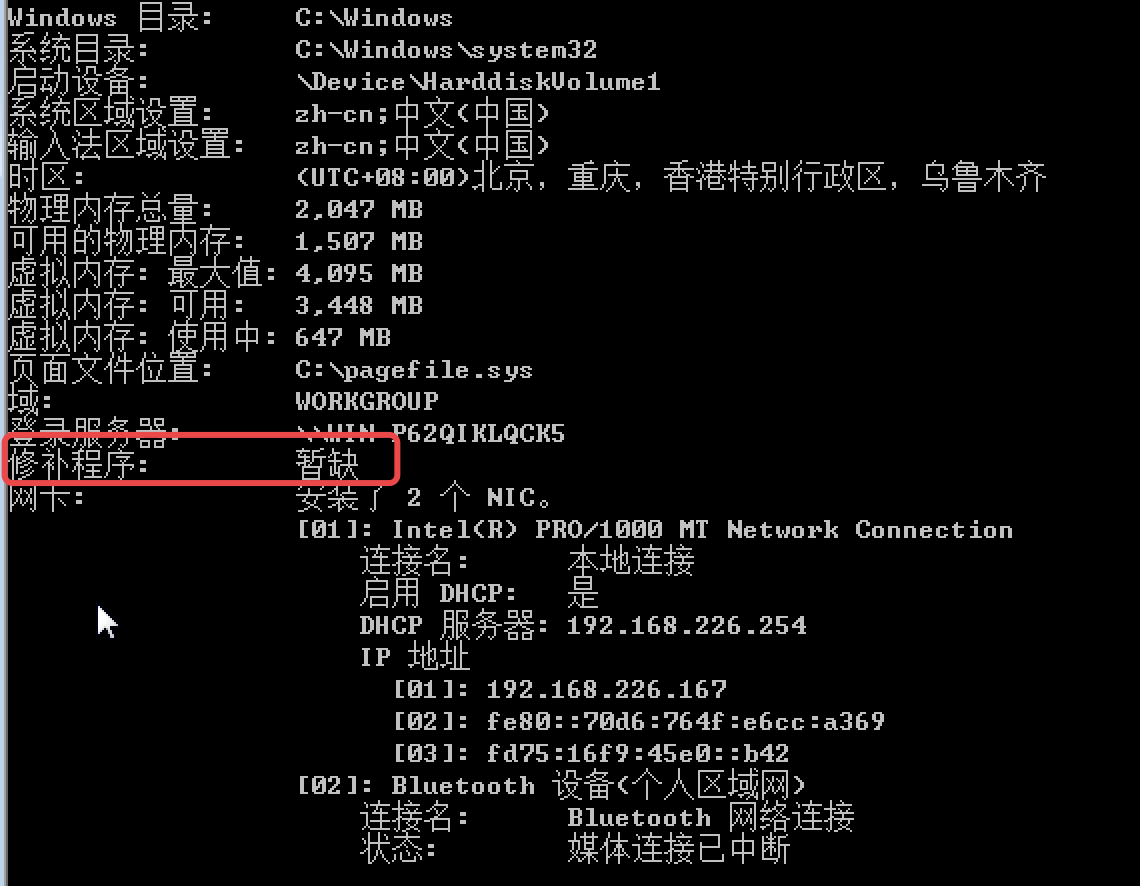 Windows 目录: C:\Windows
系统目录: C:\Windows\system32
启动设备: \Device\HarddiskVolume1
系统区域设置: zh-cn;中文(中国)
输入法区域设置: zh-cn;中文(中国)
时区: (UTC+08:00)北京，重庆，香港特别行政区，乌鲁木齐
物理内存总量: 2,047 MB
可用的物理内存: 1,507 MB
虚拟内存: 最大值: 4,095 MB
虚拟内存: 可用: 3,448 MB
虚拟内存: 使用中: 647 MB
页面文件位置: C:\pagefile.sys
域: WORKGROUP
登录服务器: \\WIN-P62QIKLQCK5
修补程序: 暂缺
网卡: 安装了 2 个 NIC。
[01]: Intel(R) PRO/1000 MT Network Connection
连接名: 本地连接
启用 DHCP: 是
DHCP 服务器: 192.168.226.254
IP 地址
[01]: 192.168.226.167
[02]: fe80::70d6:764f:e6cc:a369
[03]: fd75:16f9:45e0::b42
[02]: Bluetooth 设备(个人区域网)
连接名: Bluetooth 网络连接
状态: 媒体连接已中断